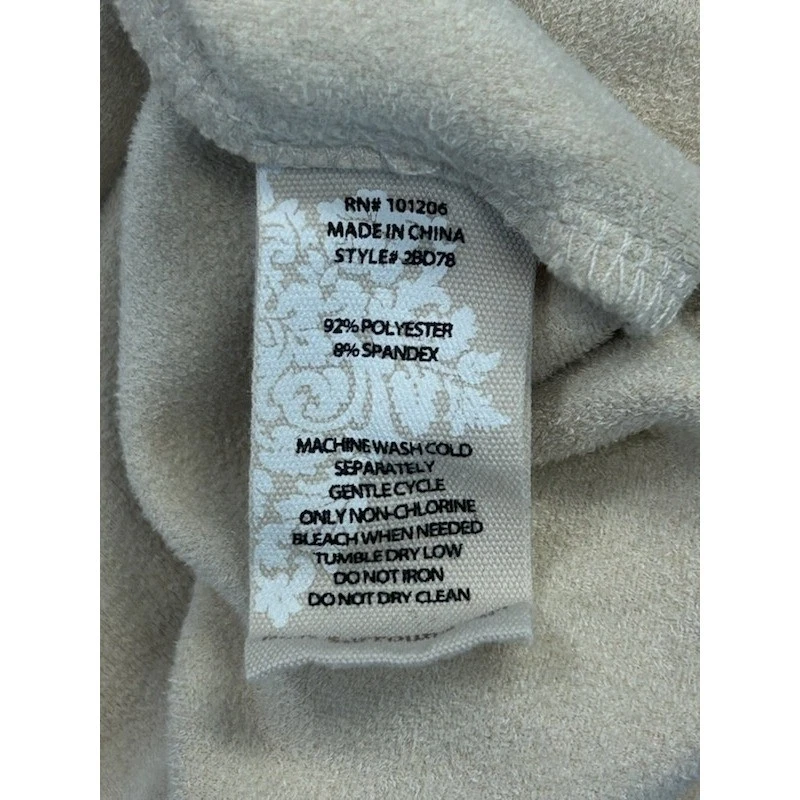 RN# 101206
MADE IN CHINA
STYLE# 2BD78
92% POLYESTER
8% SPANDEX
MACHINE WASH COLD
SEPARATELY
GENTLE CYCLE
ONLY NON-CHLORINE
BLEACH WHEN NEEDED
TUMBLE DRY LOW
DO NOT IRON
DO NOT DRY CLEAN